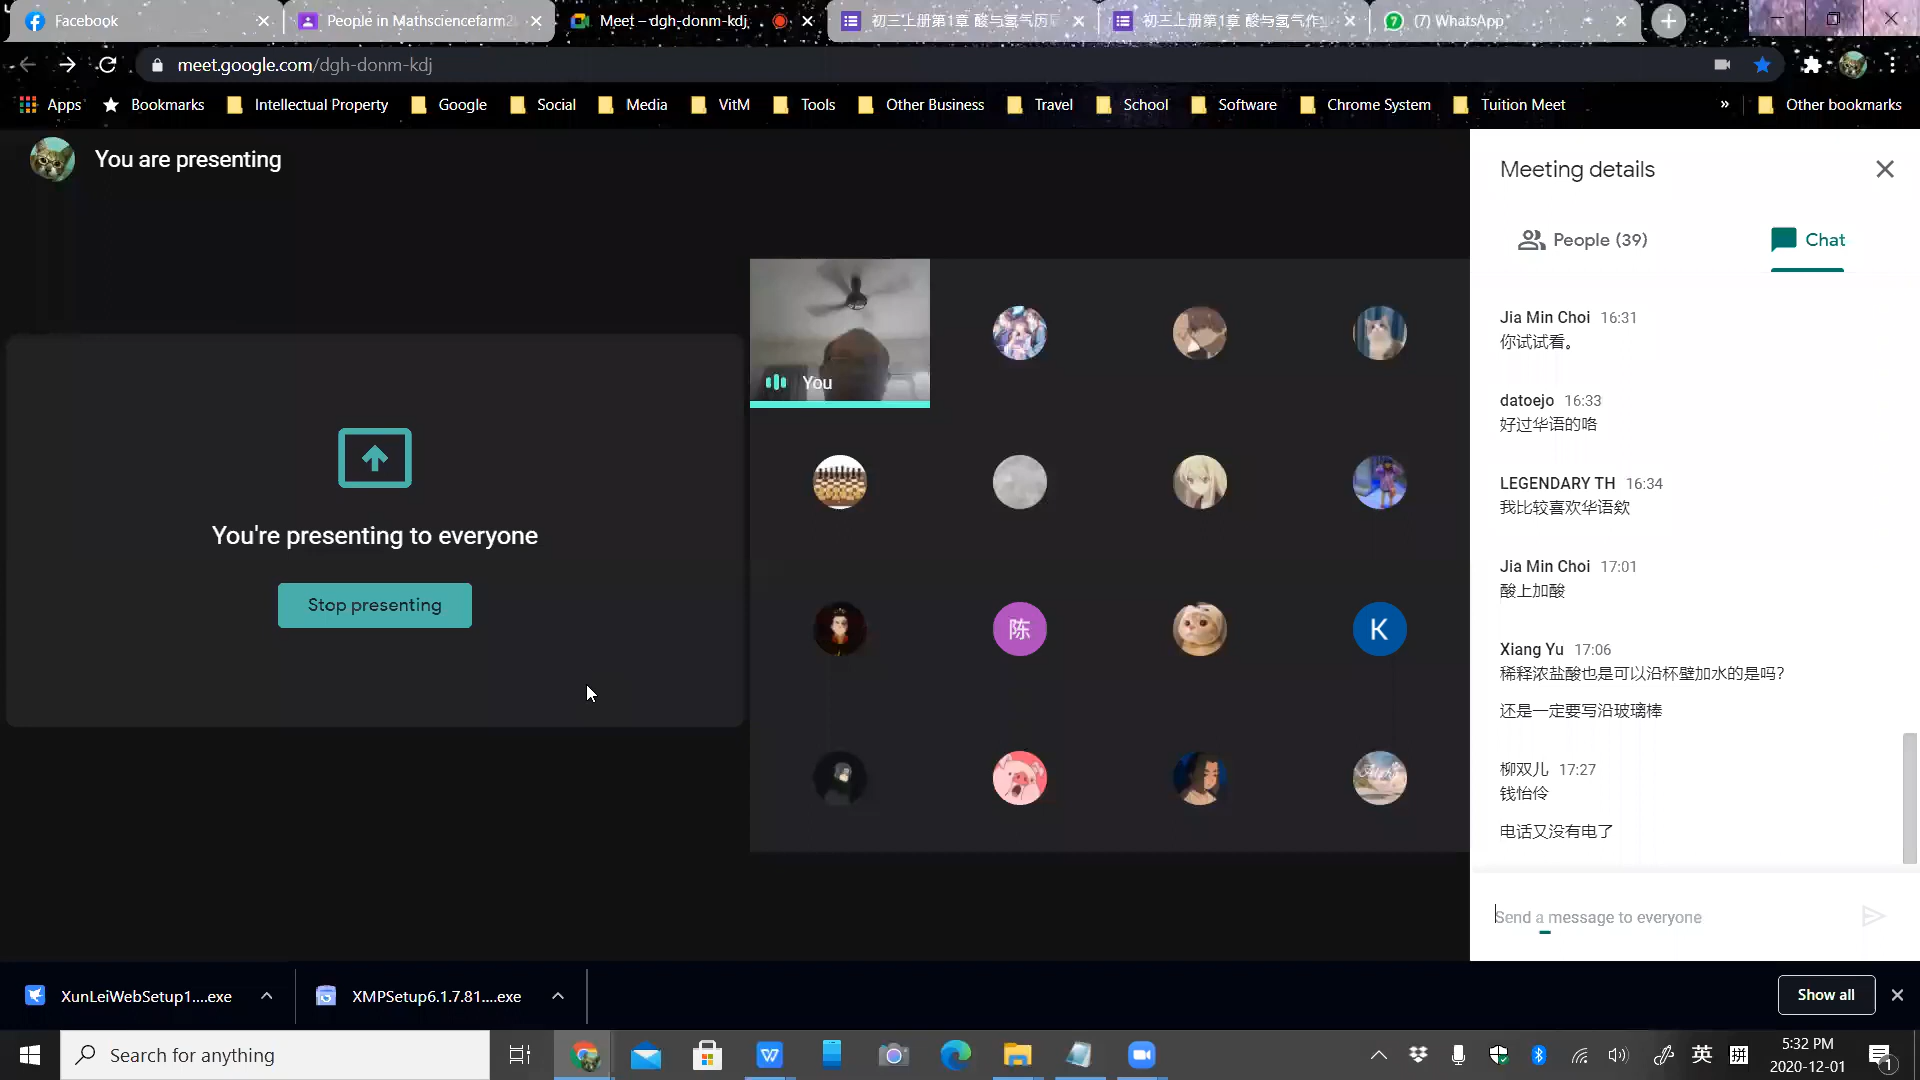 Facebook
People in Mathsciencefarm2
Meet – dgh-donm-kdj
初三上册第1章 酸与氢气历
初三上册第1章 酸与氢气作
(7) WhatsApp
meet.google.com/dgh-donm-kdj
Apps
Bookmarks
Intellectual Property
Google
Social
Media
VitM
Tools
Other Business
Travel
School
Software
Chrome System
Tuition Meet
»
Other bookmarks
You are presenting
You're presenting to everyone
Stop presenting
You
陈
K
Meeting details
People (39)
Chat
Jia Min Choi 16:31
你试试看。
datoejo 16:33
好过华语的咯
LEGENDARY TH 16:34
我比较喜欢华语欸
Jia Min Choi 17:01
酸上加酸
Xiang Yu 17:06
稀释浓盐酸也是可以沿杯壁加水的是吗?
还是一定要写沿玻璃棒
柳双儿 17:27
钱怡伶
电话又没有电了
Send a message to everyone
XunLeiWebSetup1....exe
XMPSetup6.1.7.81....exe
Show all
Search for anything
英
拼
5:32 PM
2020-12-01
1